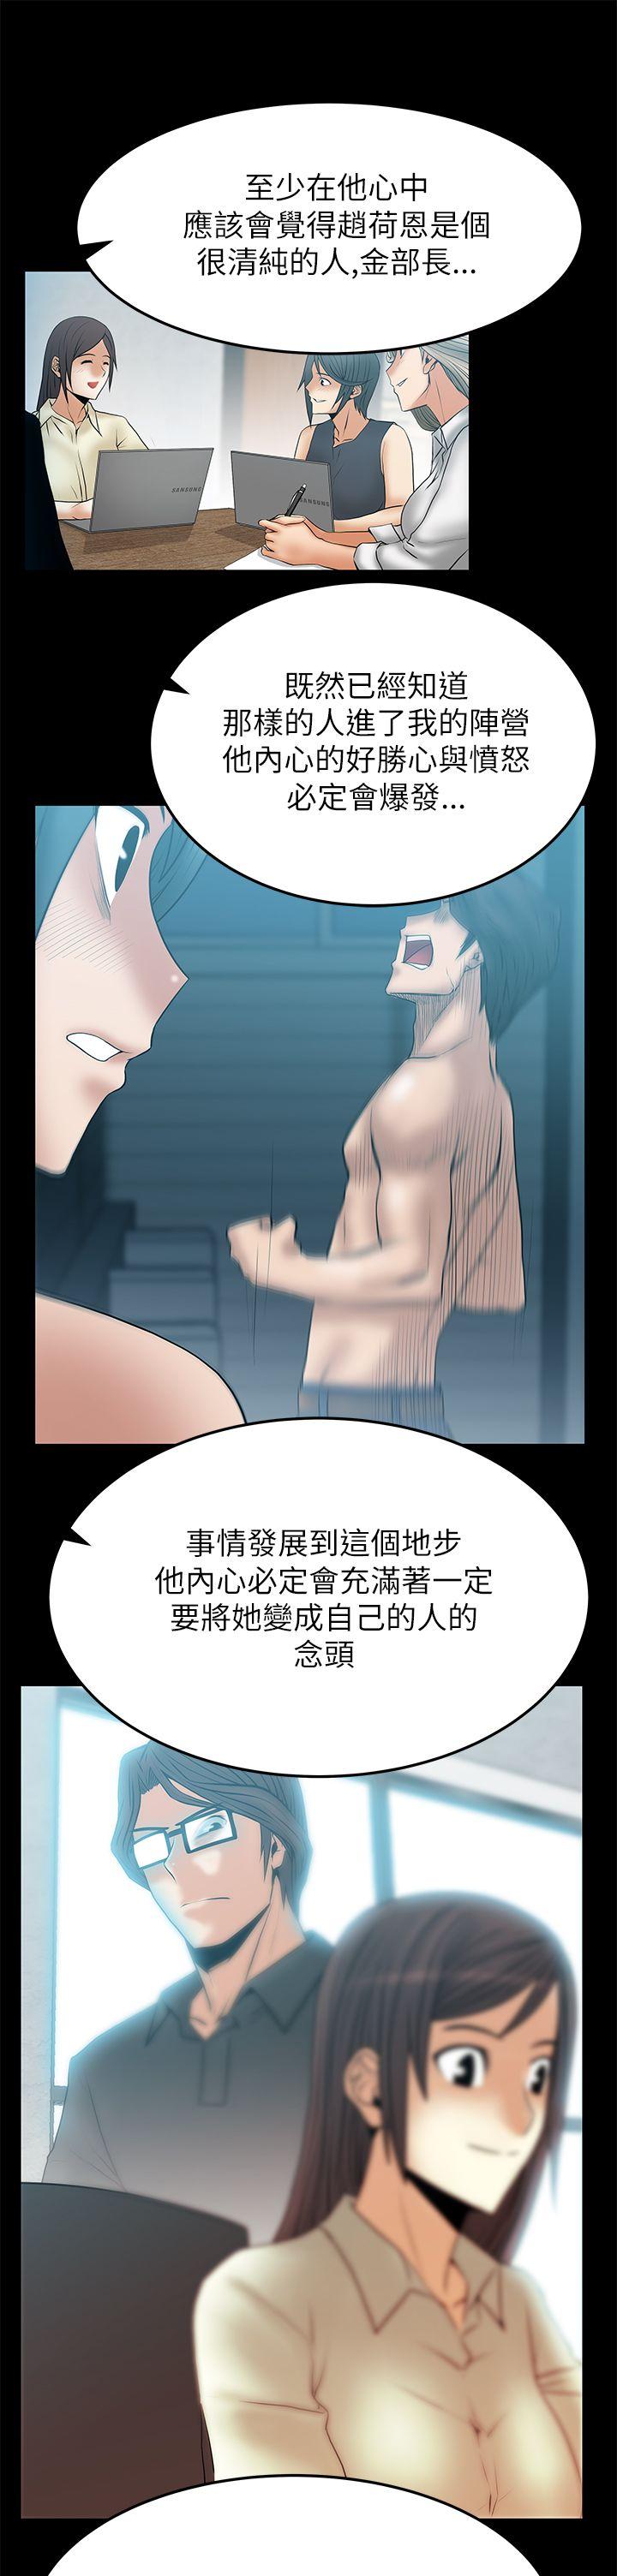 至少在他心中
應該會覺得趙荷恩是個
很清純的人,金部長...
SAMSUNG
SAMSUNG
既然已經知道
那樣的人進了我的陣營
他內心的好勝心與憤怒
必定會爆發...
事情發展到這個地步
他內心必定會充滿著一定
要將她變成自己的人的
念頭